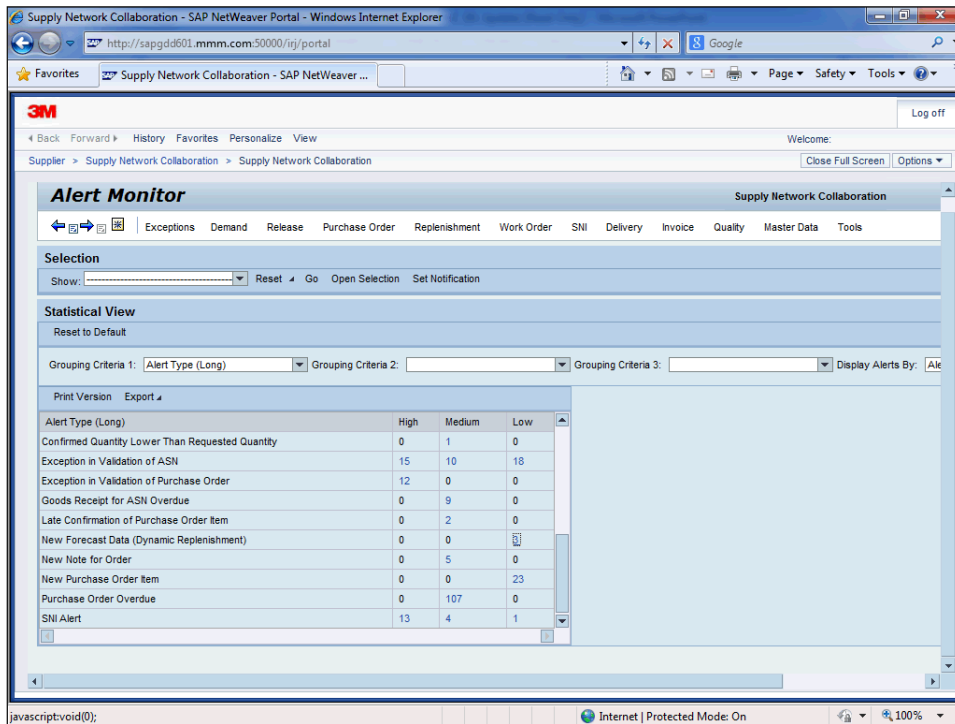 Supply Network Collaboration - SAP NetWeaver Portal - Windows Internet Explorer
http://sapgdd601.mmm.com:50000/irj/portal Google
Favorites Supply Network Collaboration - SAP NetWeaver ... Page Safety Tools
3M Log off
Back Forward History Favorites Personalize View Welcome:
Supplier > Supply Network Collaboration > Supply Network Collaboration Close Full Screen Options
Alert Monitor Supply Network Collaboration
Exceptions Demand Release Purchase Order Replenishment Work Order SNI Delivery Invoice Quality Master Data Tools
Selection
Show: Reset Go Open Selection Set Notification
Statistical View
Reset to Default
Grouping Criteria 1: Alert Type (Long) Grouping Criteria 2: Grouping Criteria 3: Display Alerts By: Ale
Print Version Export
Alert Type (Long) High Medium Low
Confirmed Quantity Lower Than Requested Quantity 0 1 0
Exception in Validation of ASN 15 10 18
Exception in Validation of Purchase Order 12 0 0
Goods Receipt for ASN Overdue 0 9 0
Late Confirmation of Purchase Order Item 0 2 0
New Forecast Data (Dynamic Replenishment) 0 0 3
New Note for Order 0 5 0
New Purchase Order Item 0 0 23
Purchase Order Overdue 0 107 0
SNI Alert 13 4 1
javascript:void(0); Internet | Protected Mode: On 100%